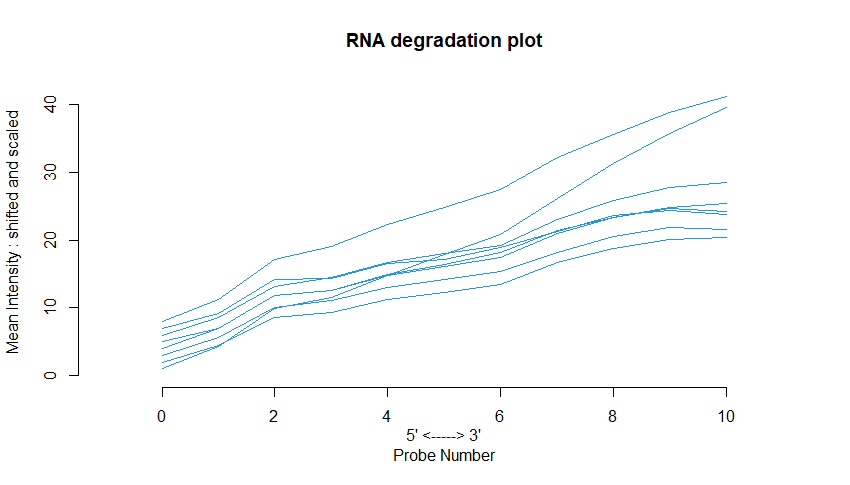 RNA degradation plot
Mean Intensity : shifted and scaled
40
30
20
10
0
0 2 4 6 8 10
5' <-----> 3'
Probe Number